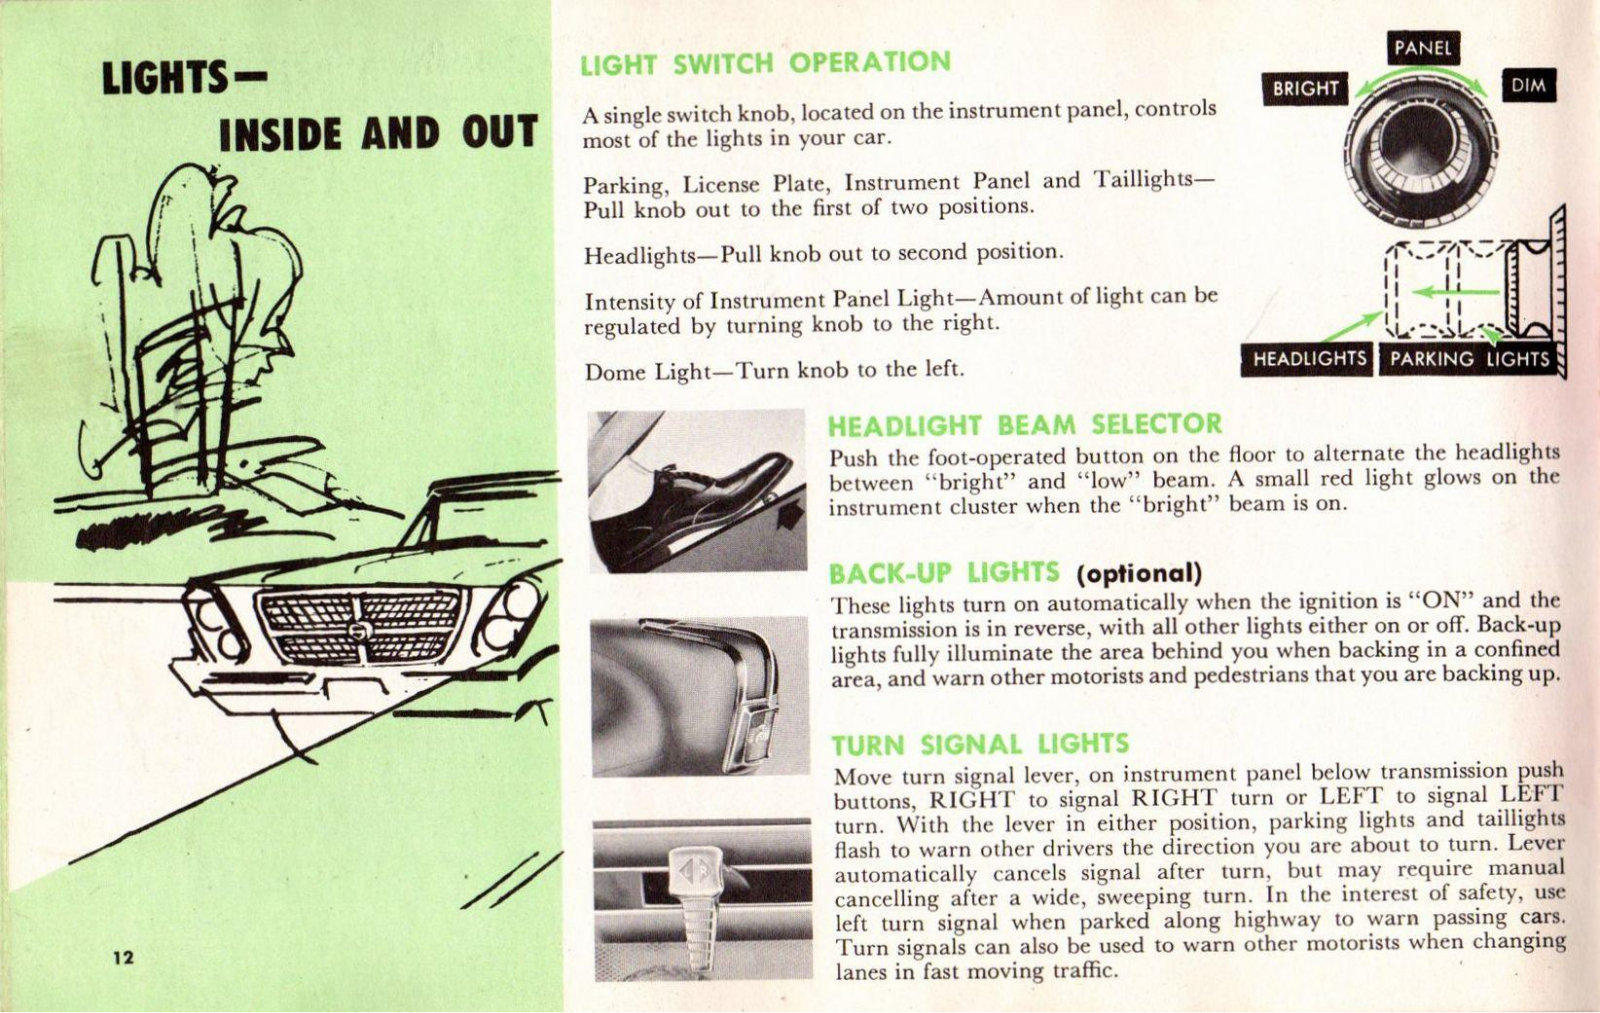 LIGHTS—
INSIDE AND OUT
LIGHT SWITCH OPERATION
A single switch knob, located on the instrument panel, controls
most of the lights in your car.
Parking, License Plate, Instrument Panel and Taillights—
Pull knob out to the first of two positions.
Headlights—Pull knob out to second position.
Intensity of Instrument Panel Light—Amount of light can be
regulated by turning knob to the right.
Dome Light—Turn knob to the left.
PANEL
BRIGHT
DIM
HEADLIGHTS
PARKING LIGHTS
HEADLIGHT BEAM SELECTOR
Push the foot-operated button on the floor to alternate the headlights
between “bright” and “low” beam. A small red light glows on the
instrument cluster when the “bright” beam is on.
BACK-UP LIGHTS (optional)
These lights turn on automatically when the ignition is “ON” and the
transmission is in reverse, with all other lights either on or off. Back-up
lights fully illuminate the area behind you when backing in a confined
area, and warn other motorists and pedestrians that you are backing up.
TURN SIGNAL LIGHTS
Move turn signal lever, on instrument panel below transmission push
buttons, RIGHT to signal RIGHT turn or LEFT to signal LEFT
turn. With the lever in either position, parking lights and taillights
flash to warn other drivers the direction you are about to turn. Lever
automatically cancels signal after turn, but may require manual
cancelling after a wide, sweeping turn. In the interest of safety, use
left turn signal when parked along highway to warn passing cars.
Turn signals can also be used to warn other motorists when changing
lanes in fast moving traffic.
L R
12